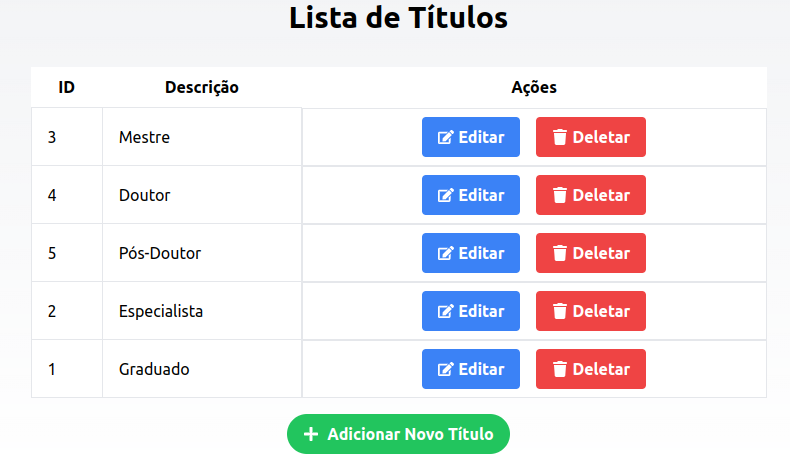 Lista de Títulos
ID Descrição Ações
3 Mestre Editar Deletar
4 Doutor Editar Deletar
5 Pós-Doutor Editar Deletar
2 Especialista Editar Deletar
1 Graduado Editar Deletar
Adicionar Novo Título